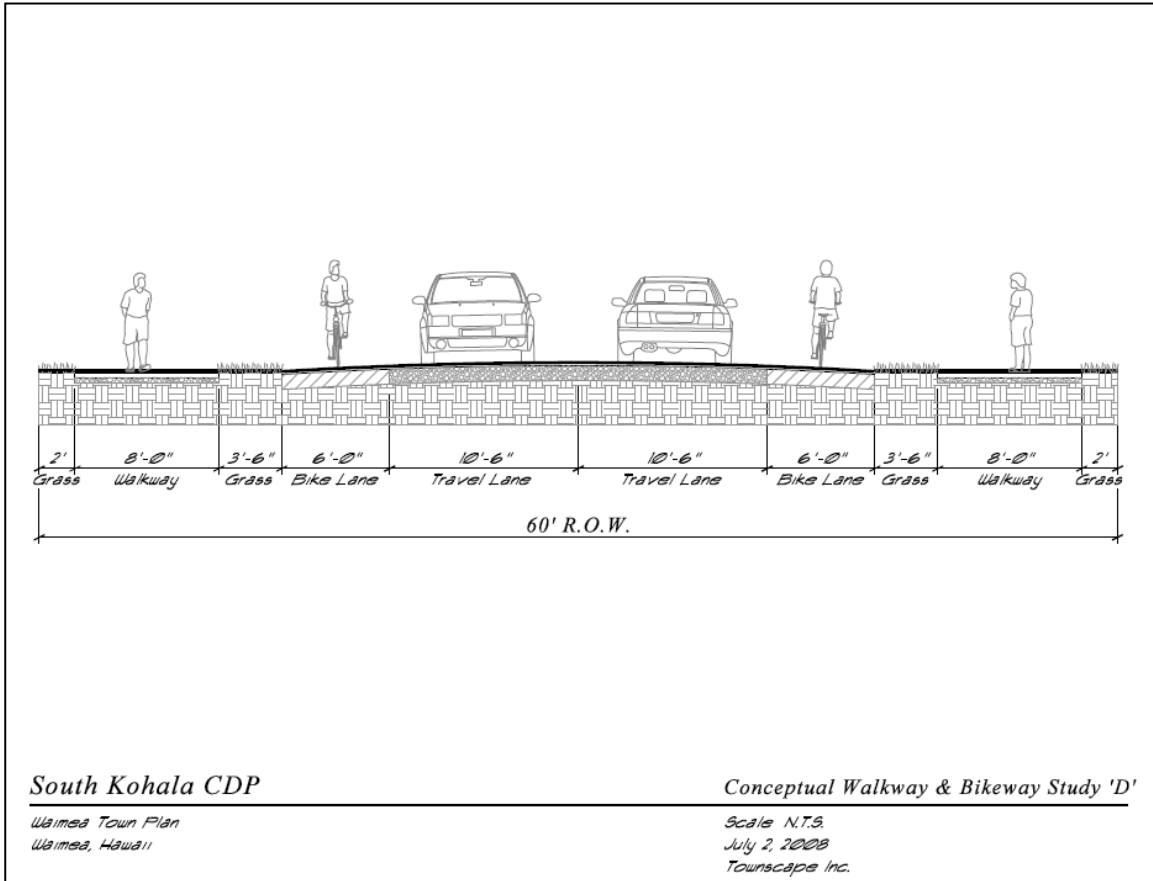 2' 8'-0" 3'-6" 6'-0" 10'-6" 10'-6" 6'-0" 3'-6" 8'-0" 2'
Grass Walkway Grass Bike Lane Travel Lane Travel Lane Bike Lane Grass Walkway Grass
60' R.O.W.
South Kohala CDP
Waimea Town Plan
Waimea, Hawaii
Conceptual Walkway & Bikeway Study 'D'
Scale N.T.S.
July 2, 2008
Townscape Inc.